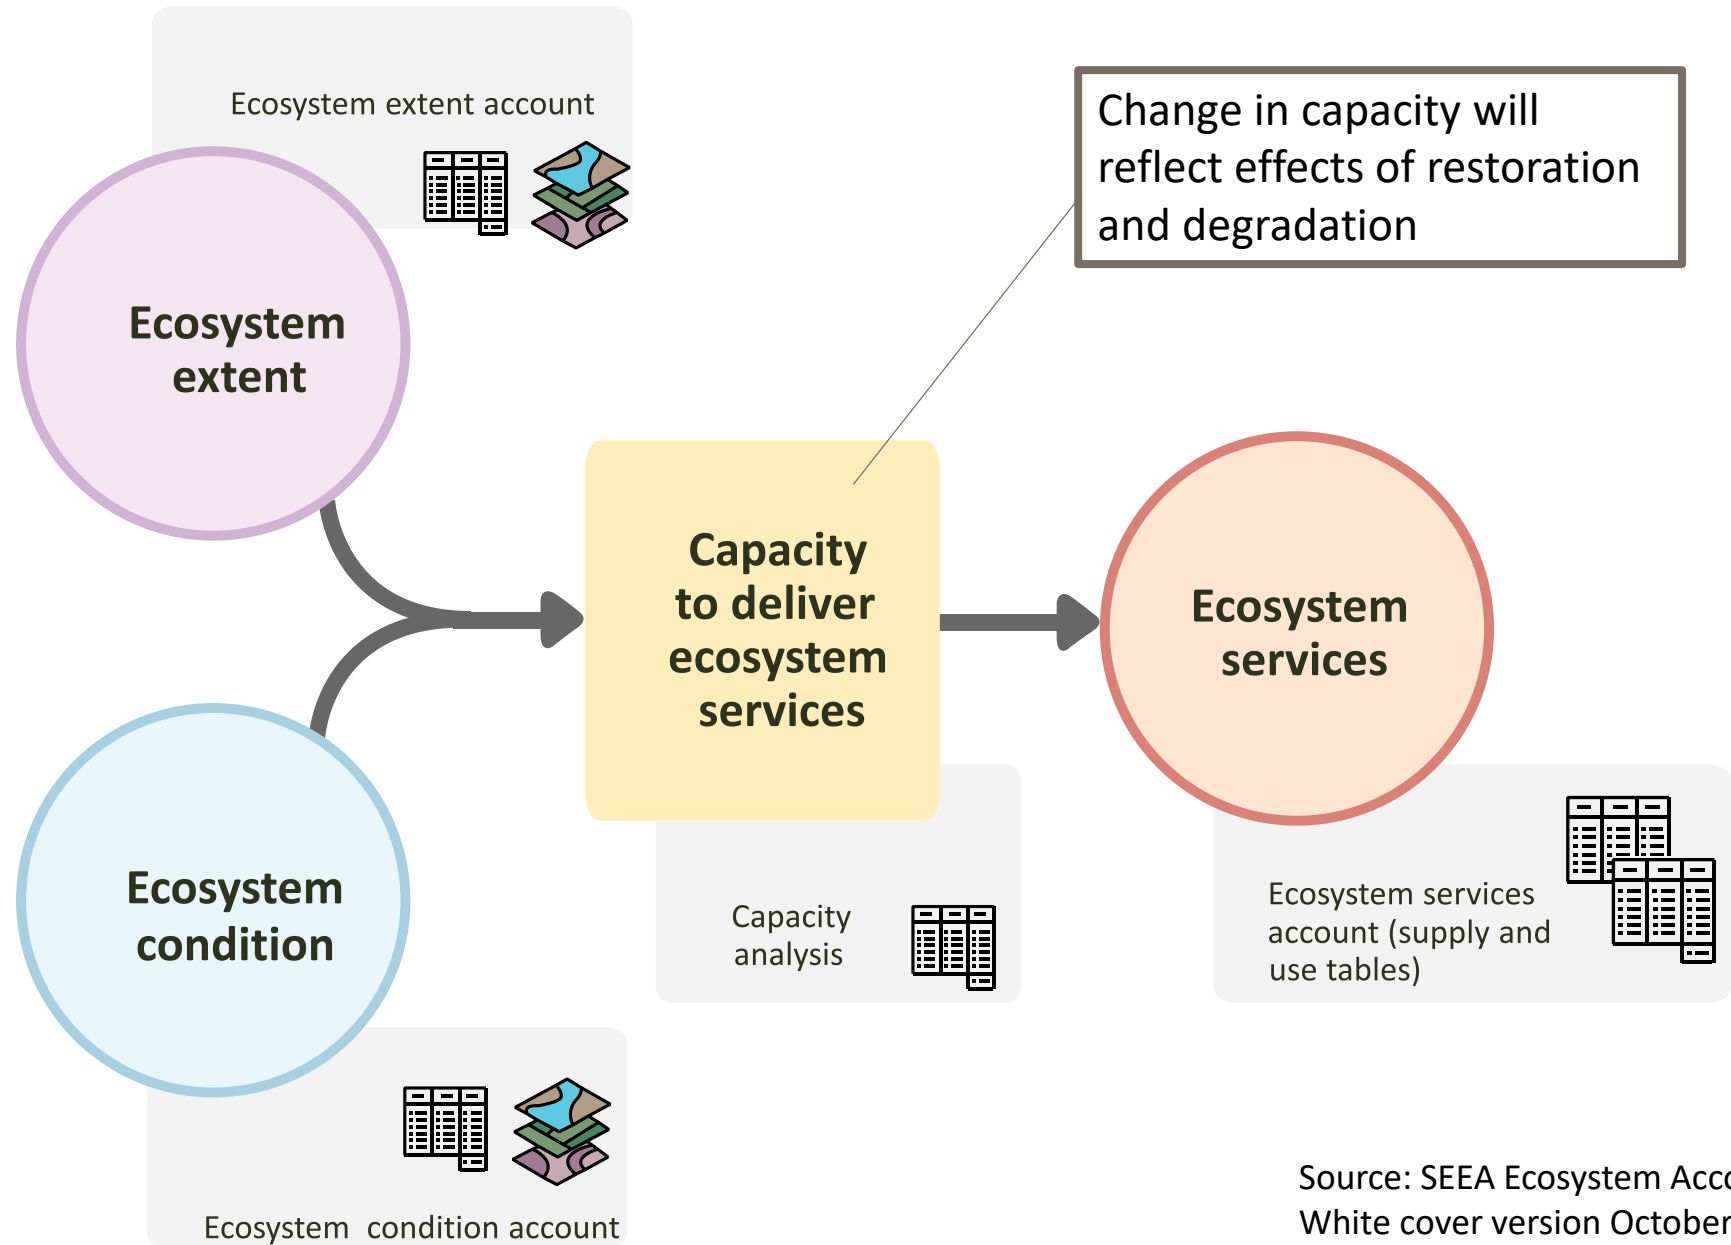 Ecosystem extent account
Change in capacity will
reflect effects of restoration
and degradation
Ecosystem
extent
Capacity
to deliver
ecosystem
services
Ecosystem
services
Ecosystem
condition
Capacity
analysis
Ecosystem services
account (supply and
use tables)
Ecosystem condition account
Source: SEEA Ecosystem
White cover version October